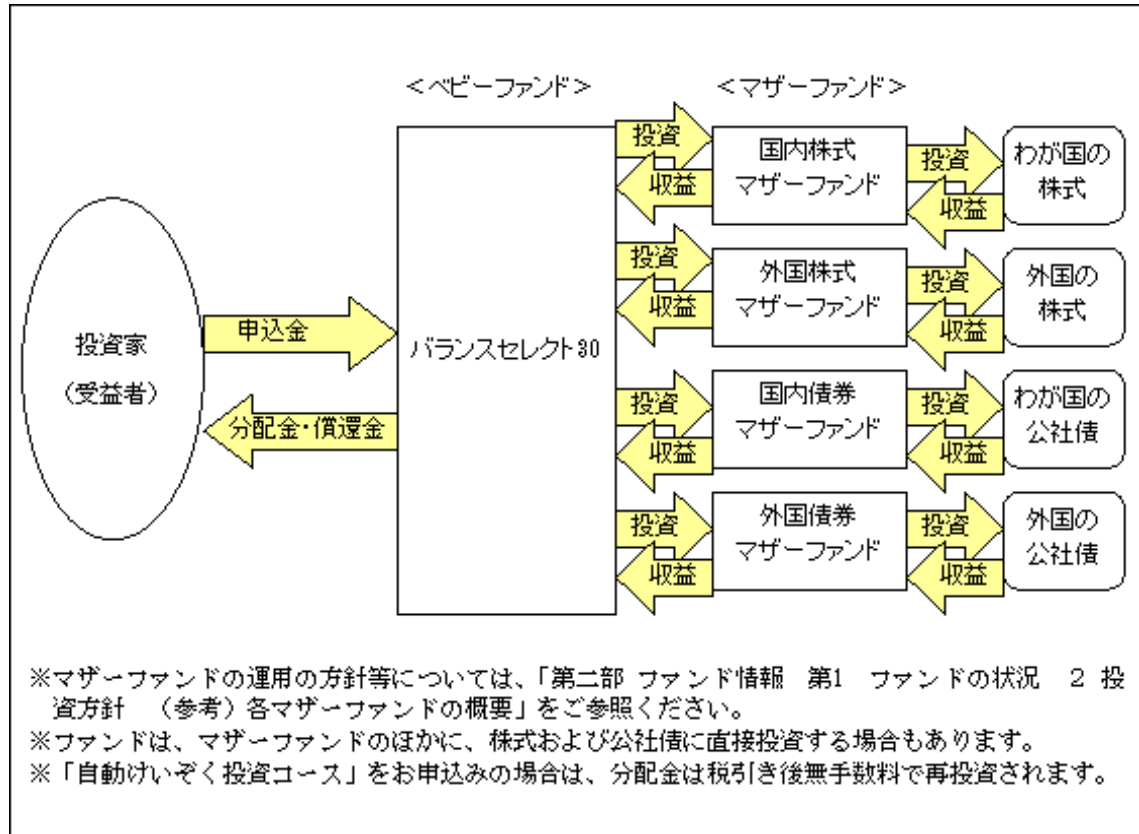 ＜ベビーファンド＞
＜マザーファンド＞
投資家
（受益者）
申込金
分配金・償還金
バランスセレクト30
投資
収益
国内株式
マザーファンド
投資
収益
わが国の
株式
投資
収益
外国株式
マザーファンド
投資
収益
外国の
株式
投資
収益
国内債券
マザーファンド
投資
収益
わが国の
公社債
投資
収益
外国債券
マザーファンド
投資
収益
外国の
公社債
※マザーファンドの運用の方針等については、「第二部 ファンド情報　第1　ファンドの状況　２ 投
資方針　（参考）各マザーファンドの概要」をご参照ください。
※ファンドは、マザーファンドのほかに、株式および公社債に直接投資する場合もあります。
※「自動けいぞく投資コース」をお申込みの場合は、分配金は税引き後無手数料で再投資されます。